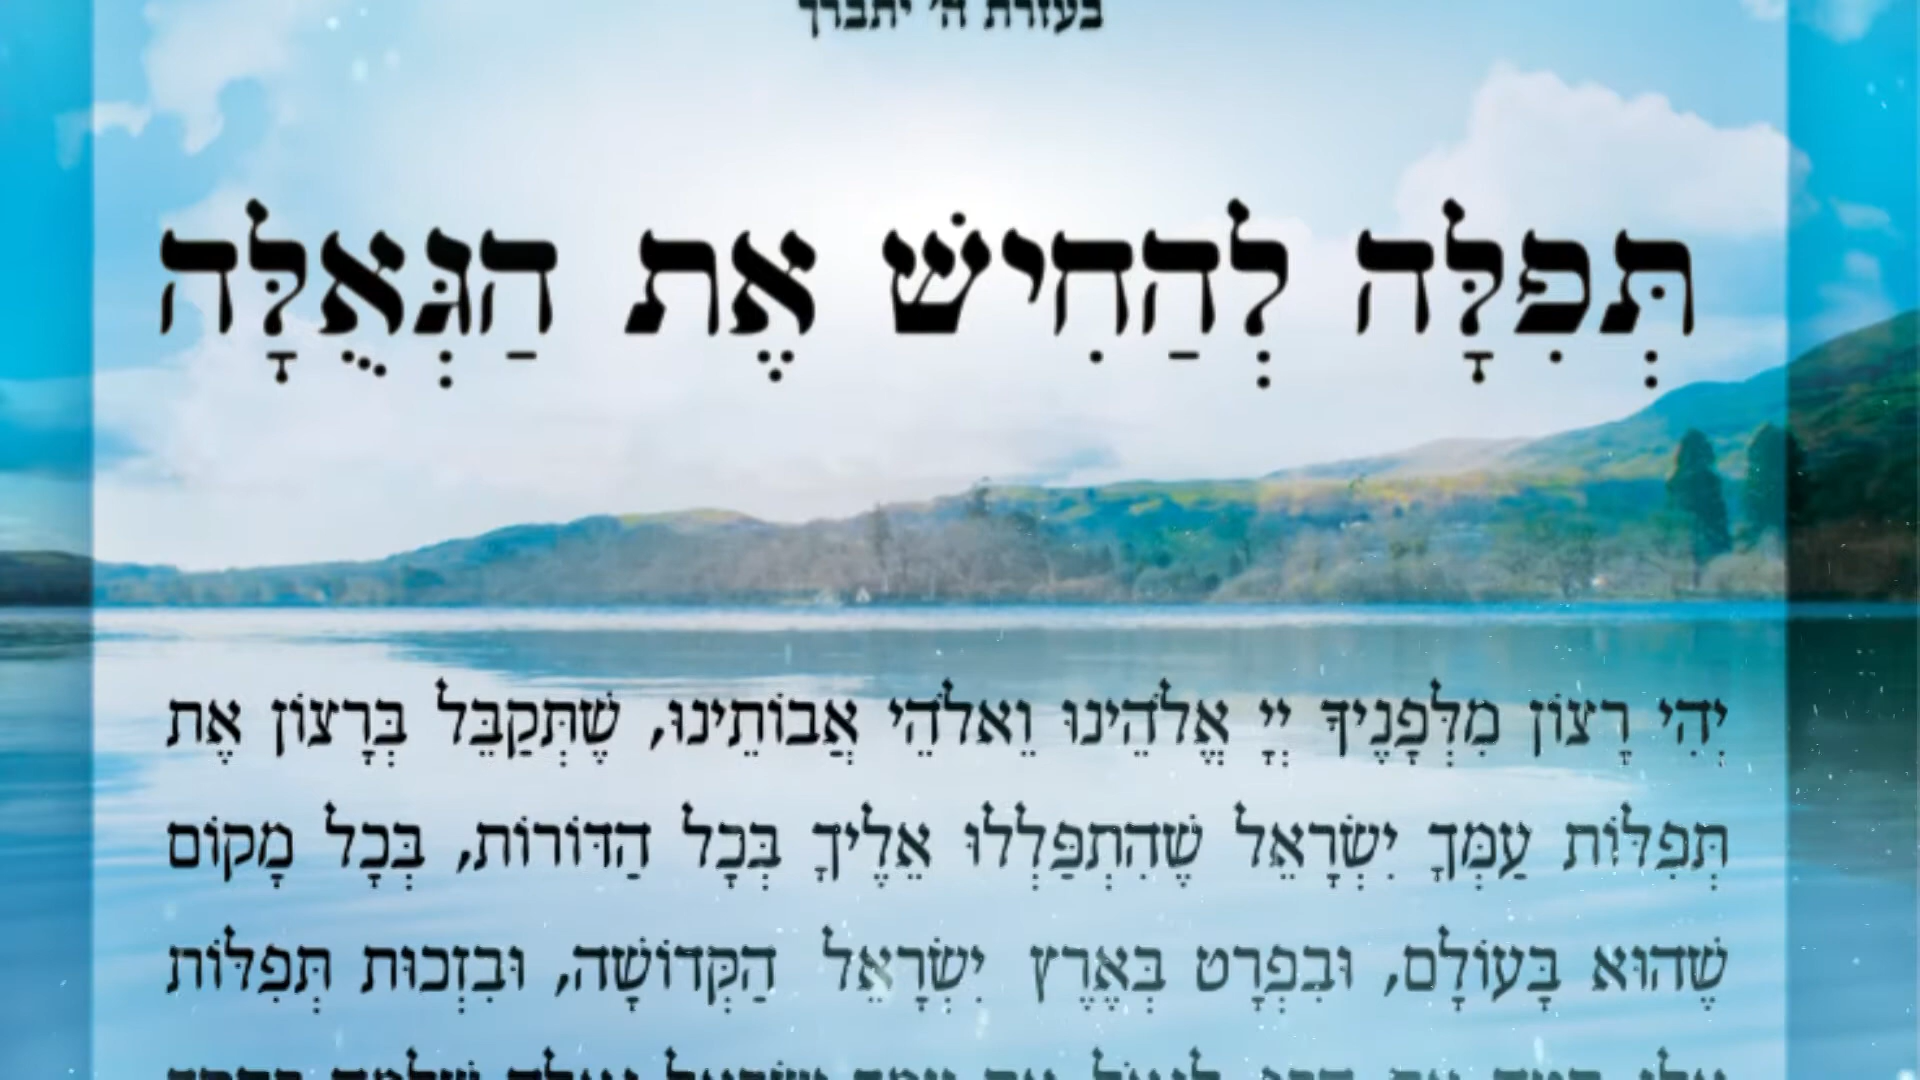 בעזרת ה' יתברך
תְּפִלָּה לְהַחִישׁ אֶת הַגְּאֻלָּה
יְהִי רָצוֹן מִלְּפָנֶיךָ יְיָ אֱלֹהֵינוּ וֵאלֹהֵי אֲבוֹתֵינוּ, שֶׁתְּקַבֵּל בְּרָצוֹן אֶת
תְּפִלּוֹת עַמְּךָ יִשְׂרָאֵל שֶׁהִתְפַּלְלוּ אֵלֶיךָ בְּכָל הַדּוֹרוֹת, בְּכָל מָקוֹם
שֶׁהוּא בָּעוֹלָם, וּבִפְרָט בְּאֶרֶץ יִשְׂרָאֵל הַקְּדוֹשָׁה, וּבִזְכוּת תְּפִלּוֹת